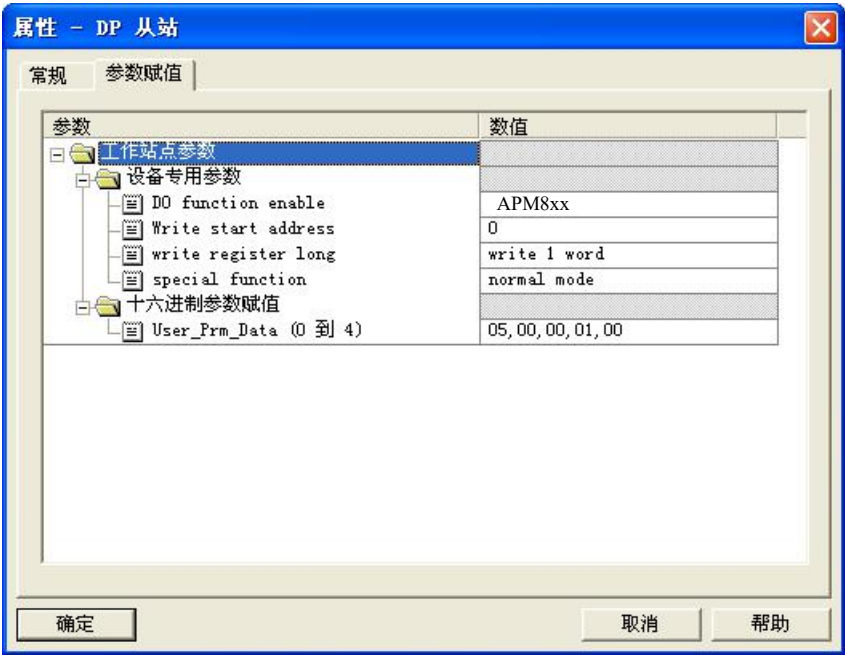 属性 - DP 从站
常规 参数赋值
参数 数值
工作站点参数
设备专用参数
DO function enable APM8xx
Write start address 0
write register long write 1 word
special function normal mode
十六进制参数赋值
User_Prm_Data (0 到 4) 05,00,00,01,00
确定 取消 帮助